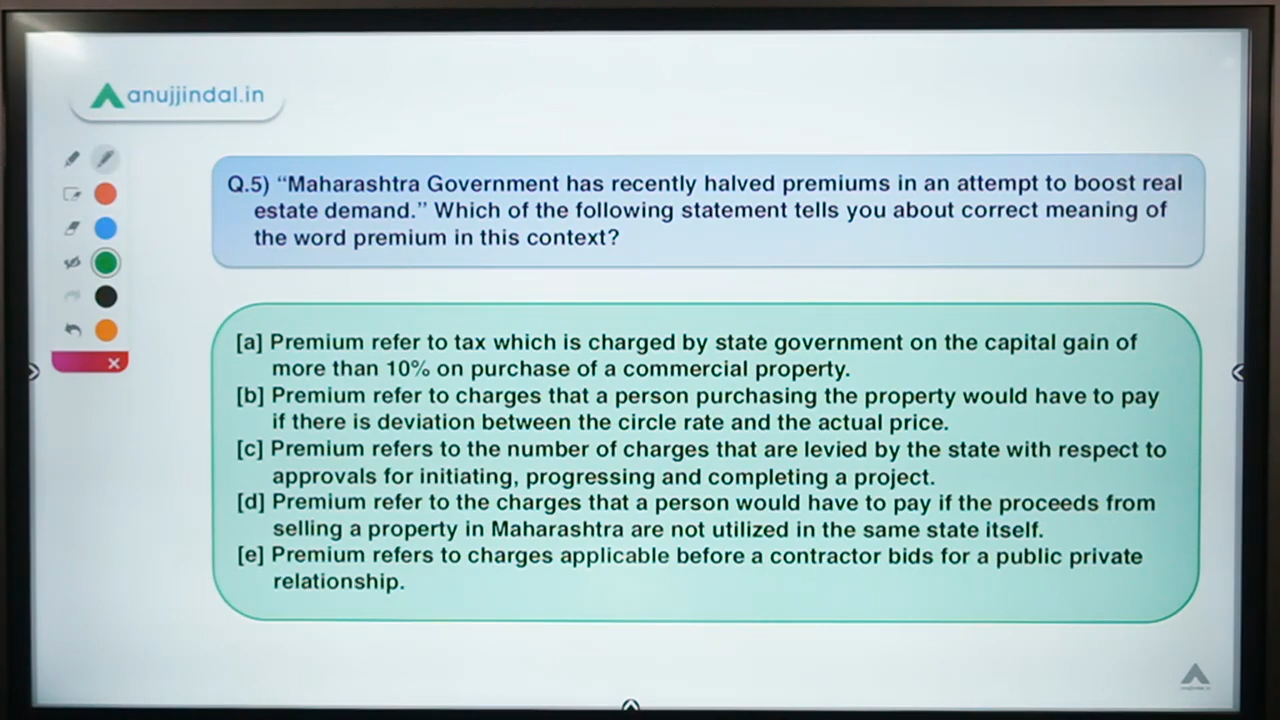 anujjindal.in
Q.5) “Maharashtra Government has recently halved premiums in an attempt to boost real
estate demand.” Which of the following statement tells you about correct meaning of
the word premium in this context?
[a] Premium refer to tax which is charged by state government on the capital gain of
more than 10% on purchase of a commercial property.
[b] Premium refer to charges that a person purchasing the property would have to pay
if there is deviation between the circle rate and the actual price.
[c] Premium refers to the number of charges that are levied by the state with respect to
approvals for initiating, progressing and completing a project.
[d] Premium refer to the charges that a person would have to pay if the proceeds from
selling a property in Maharashtra are not utilized in the same state itself.
[e] Premium refers to charges applicable before a contractor bids for a public private
relationship.